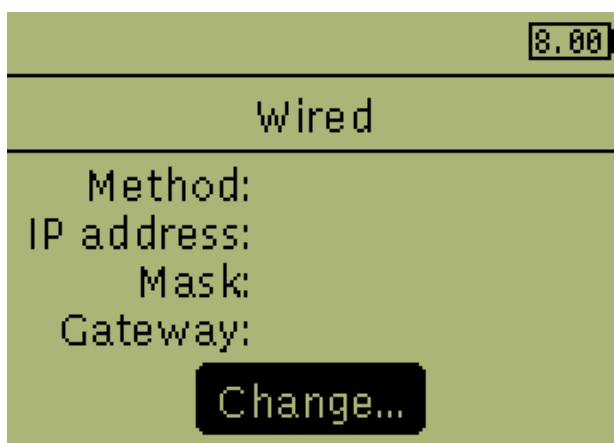 8.00
Wired
Method:
IP address:
Mask:
Gateway:
Change...